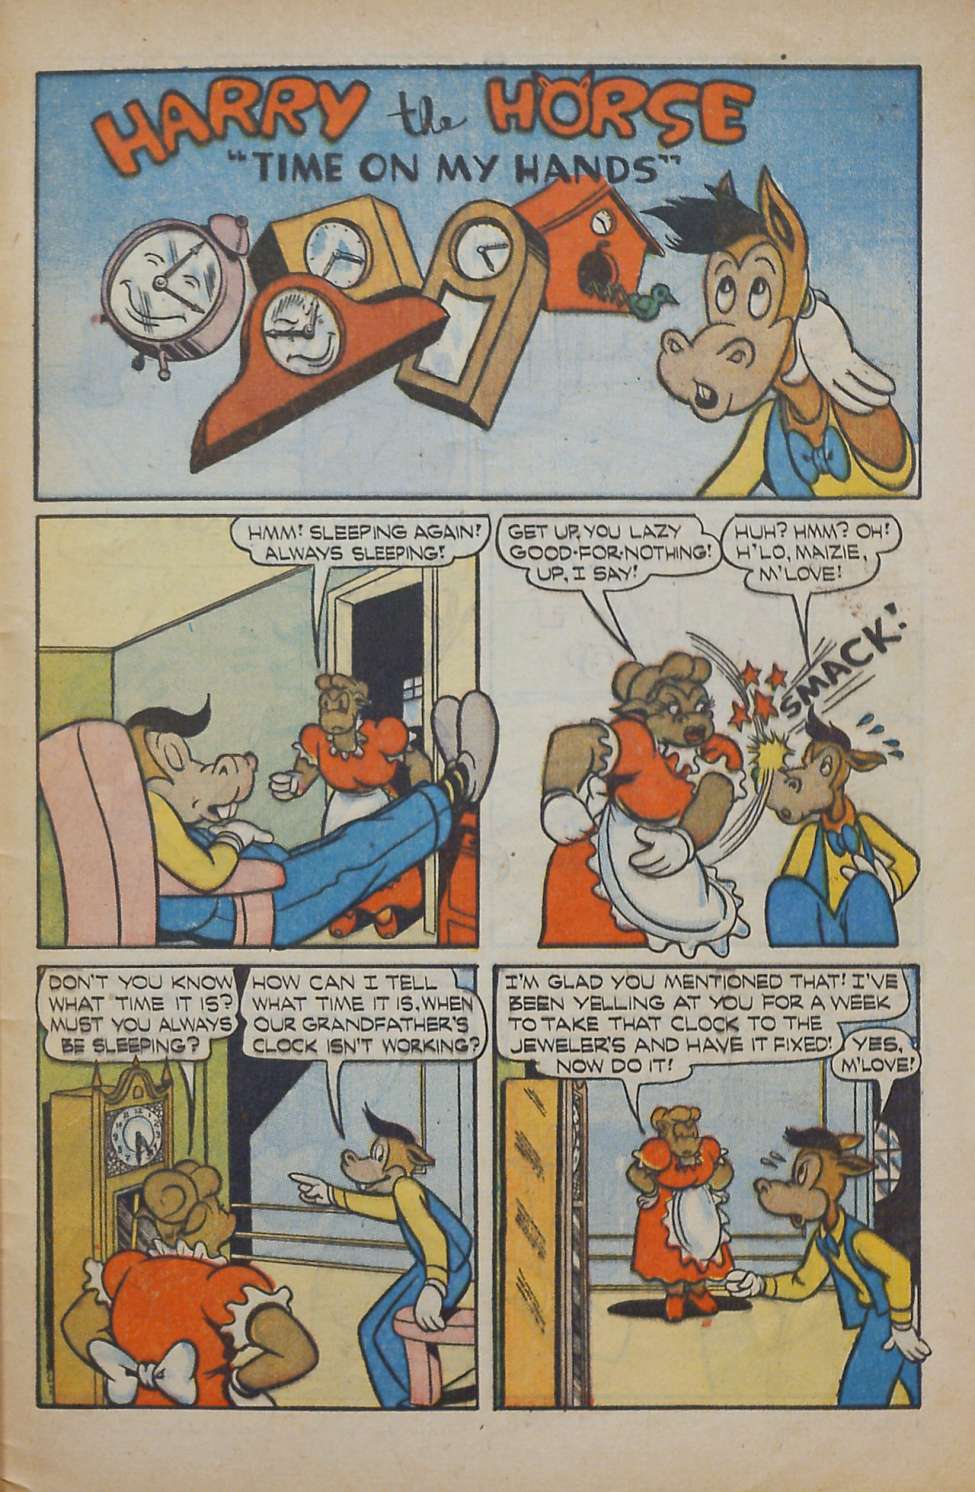 HARRY the HORSE
"TIME ON MY HANDS"
HMM! SLEEPING AGAIN!
ALWAYS SLEEPING!
GET UP, YOU LAZY
GOOD-FOR-NOTHING!
UP, I SAY!
HUH? HMM? OH!
H'LO, MAIZIE,
M'LOVE!
SMACK!
DON'T YOU KNOW
WHAT TIME IT IS?
MUST YOU ALWAYS
BE SLEEPING?
HOW CAN I TELL
WHAT TIME IT IS, WHEN
OUR GRANDFATHER'S
CLOCK ISN'T WORKING?
I'M GLAD YOU MENTIONED THAT! I'VE
BEEN YELLING AT YOU FOR A WEEK
TO TAKE THAT CLOCK TO THE
JEWELER'S AND HAVE IT FIXED!
NOW DO IT!
YES,
M'LOVE!